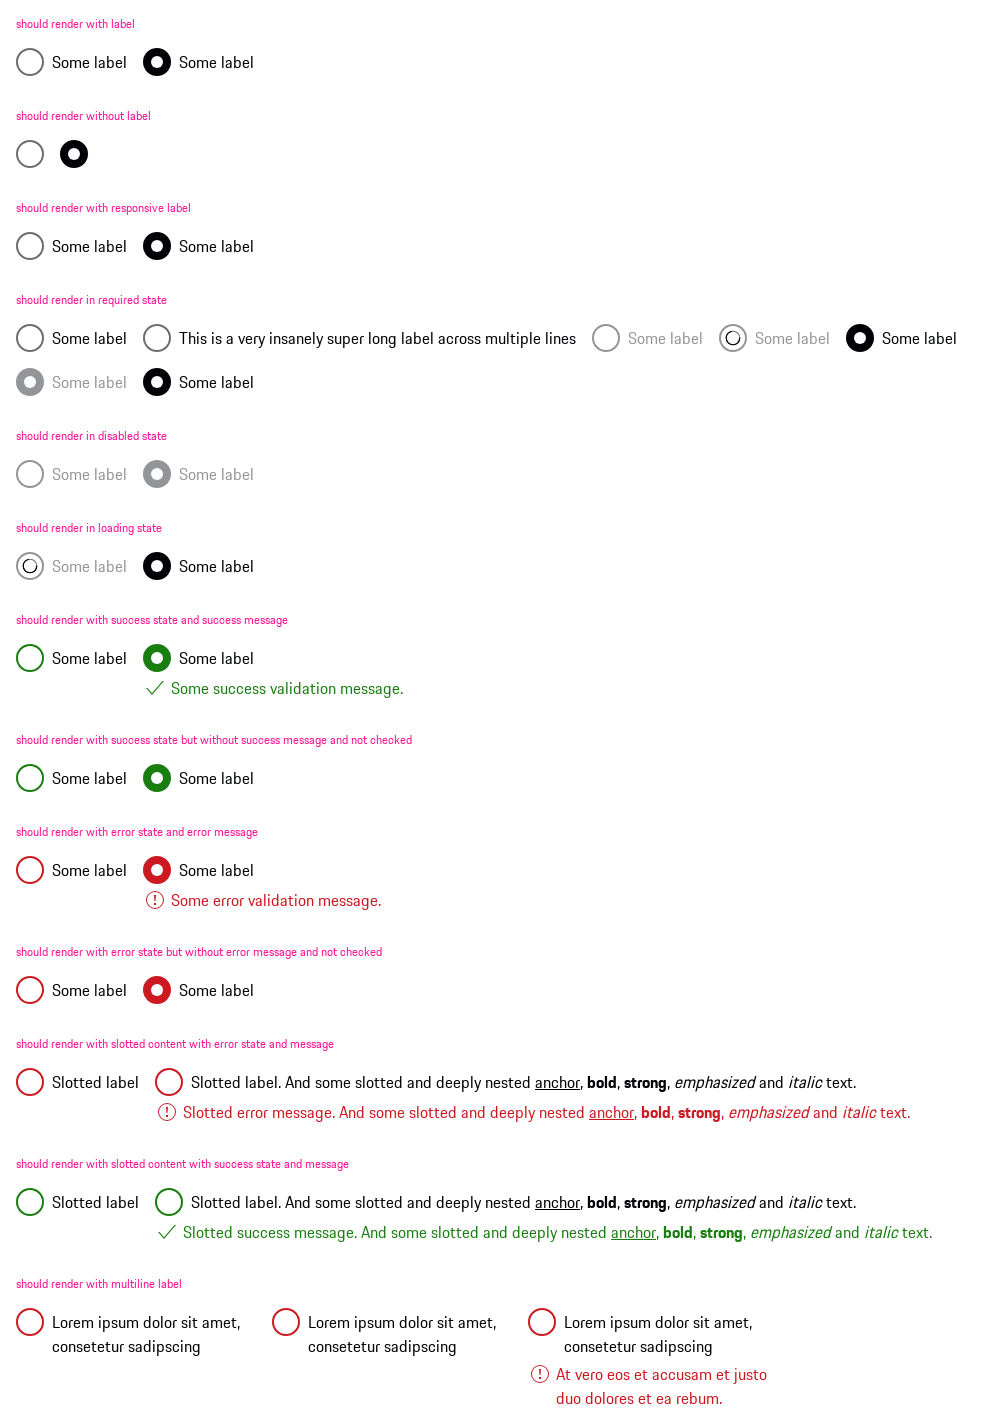 should render with label
Some label Some label
should render without label
should render with responsive label
Some label Some label
should render in required state
Some label This is a very insanely super long label across multiple lines Some label Some label Some label
Some label Some label
should render in disabled state
Some label Some label
should render in loading state
Some label Some label
should render with success state and success message
Some label Some label
Some success validation message.
should render with success state but without success message and not checked
Some label Some label
should render with error state and error message
Some label Some label
Some error validation message.
should render with error state but without error message and not checked
Some label Some label
should render with slotted content with error state and message
Slotted label Slotted label. And some slotted and deeply nested anchor, bold, strong, emphasized and italic text.
Slotted error message. And some slotted and deeply nested anchor, bold, strong, emphasized and italic text.
should render with slotted content with success state and message
Slotted label Slotted label. And some slotted and deeply nested anchor, bold, strong, emphasized and italic text.
Slotted success message. And some slotted and deeply nested anchor, bold, strong, emphasized and italic text.
should render with multiline label
Lorem ipsum dolor sit amet, Lorem ipsum dolor sit amet, Lorem ipsum dolor sit amet,
consetetur sadipscing consetetur sadipscing consetetur sadipscing
At vero eos et accusam et justo
duo dolores et ea rebum.